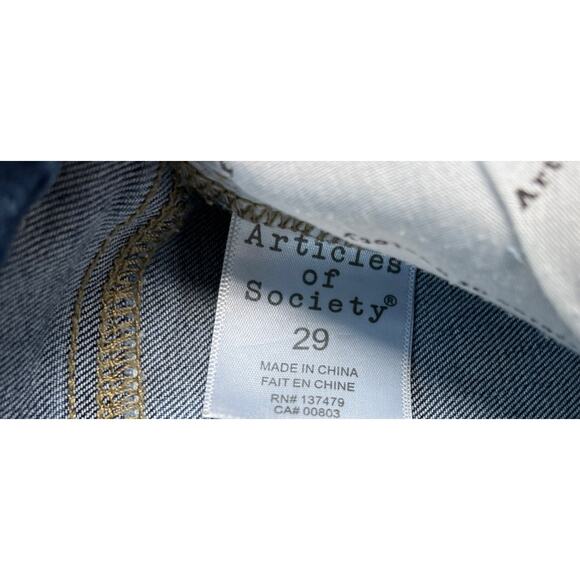 Articles
of
Society®
29
MADE IN CHINA
FAIT EN CHINE
RN# 137479
CA# 00803